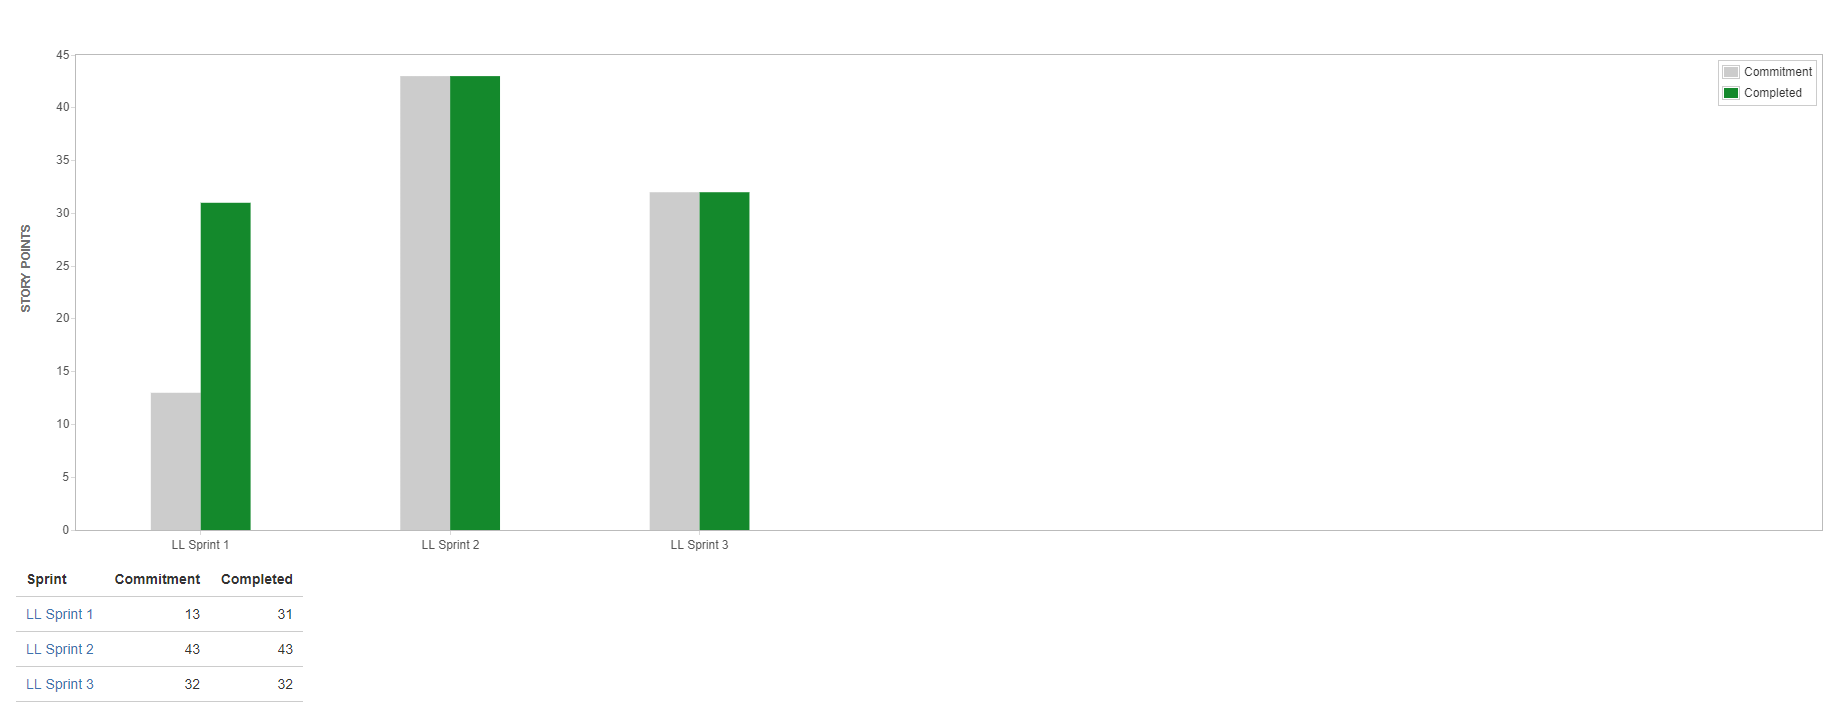 45
40
35
30
25
20
15
10
5
0
STORY POINTS
Commitment
Completed
LL Sprint 1 LL Sprint 2 LL Sprint 3
Sprint Commitment Completed
LL Sprint 1 13 31
LL Sprint 2 43 43
LL Sprint 3 32 32